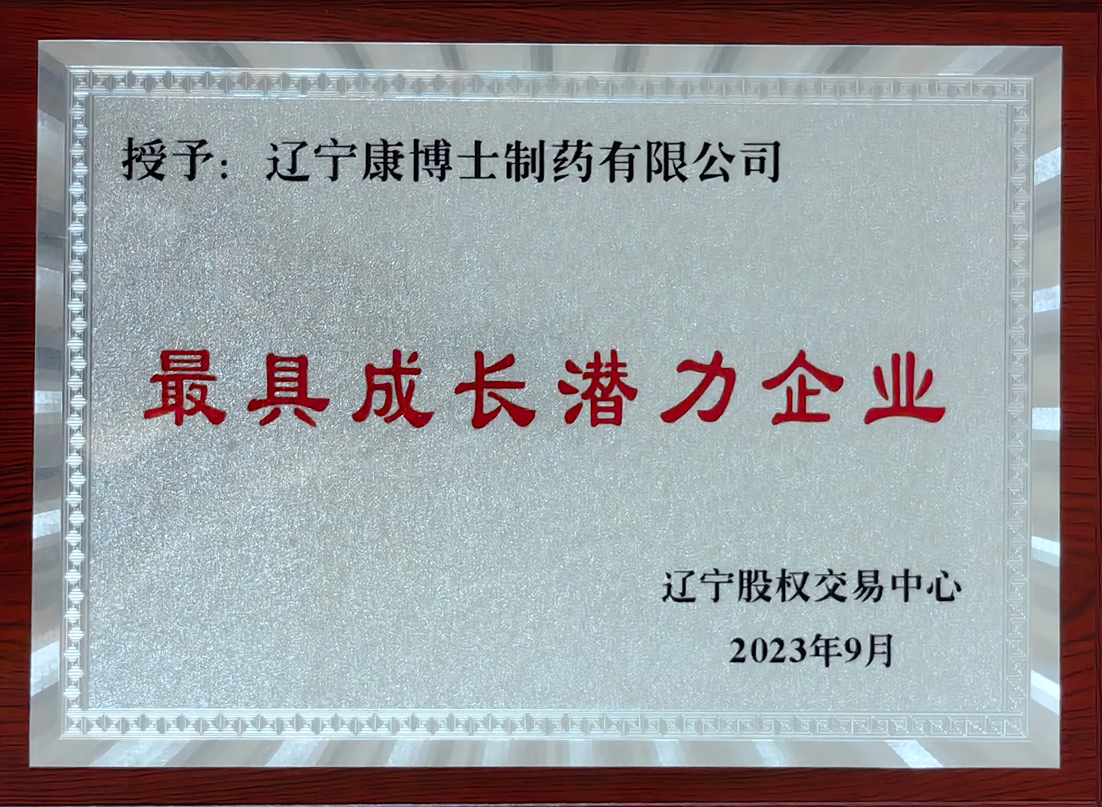 授予：辽宁康博士制药有限公司
最具成长潜力企业
辽宁股权交易中心
2023年9月